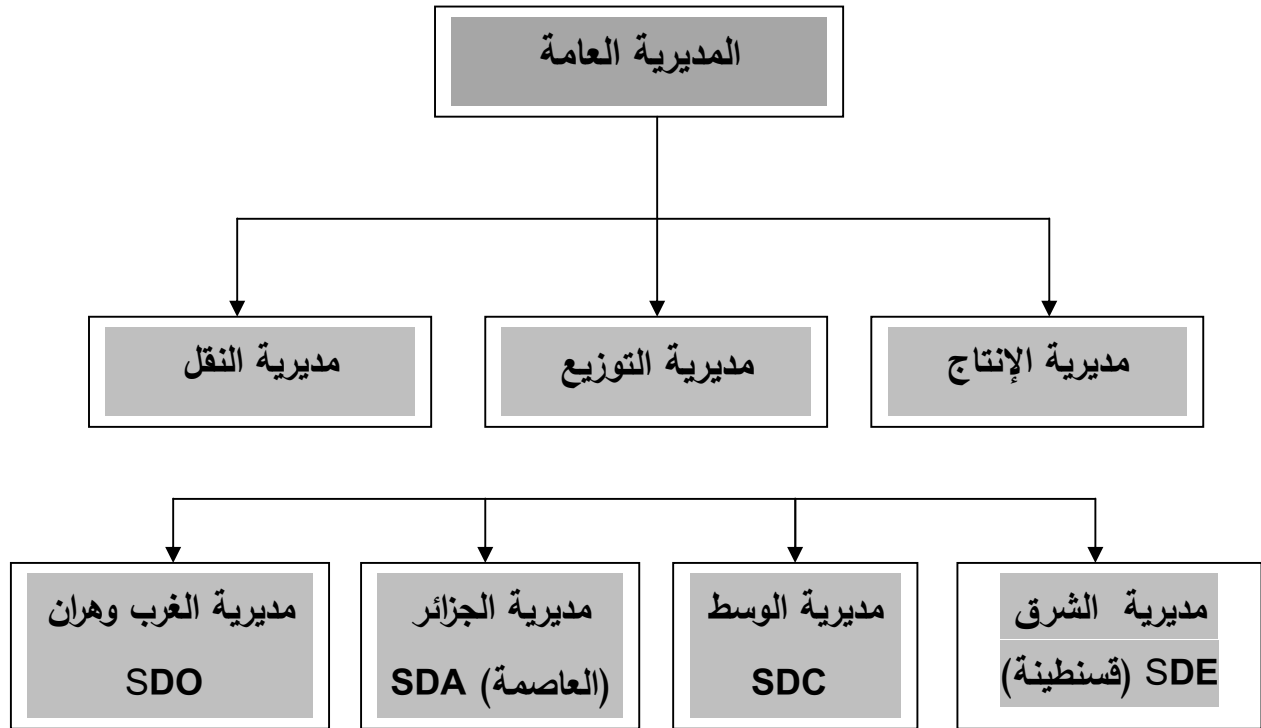 المديرية العامة
مديرية الإنتاج
مديرية التوزيع
مديرية النقل
مديرية الشرق
SDE (قسنطينة)
مديرية الوسط
SDC
مديرية الجزائر
(العاصمة) SDA
مديرية الغرب وهران
SDO